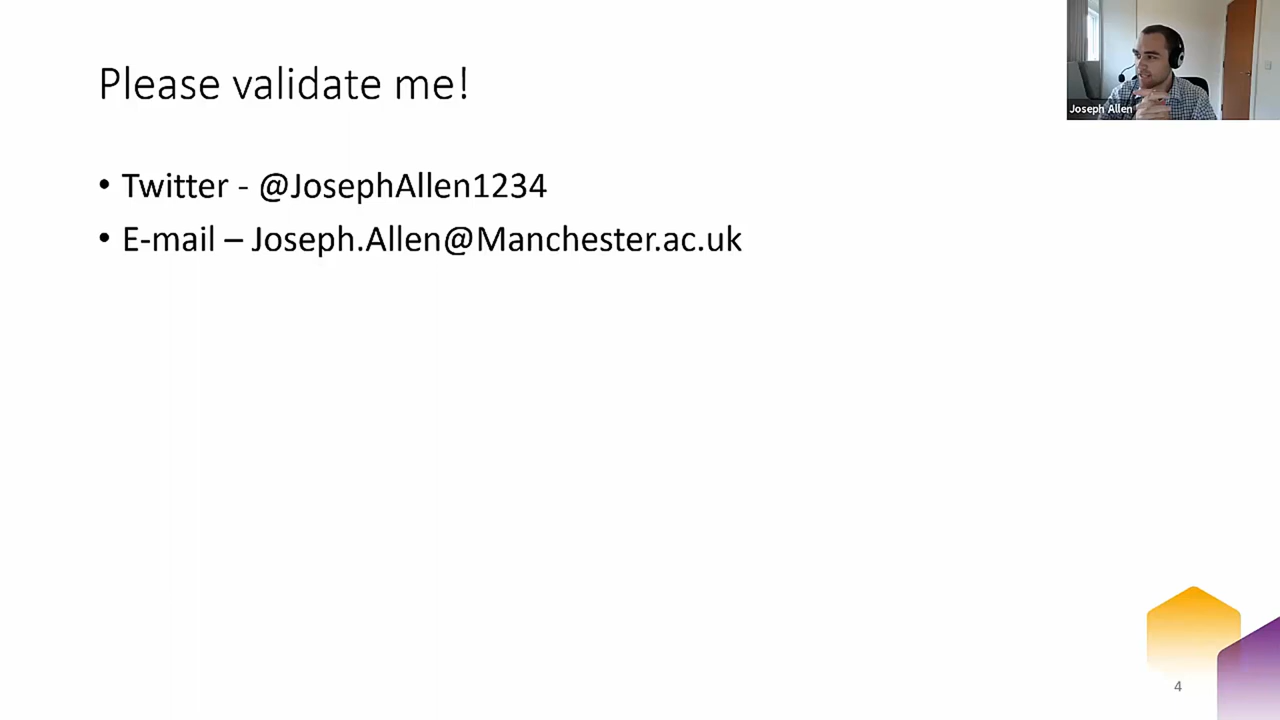 Please validate me!
Joseph Allen
• Twitter - @JosephAllen1234
• E-mail – Joseph.Allen@Manchester.ac.uk
4